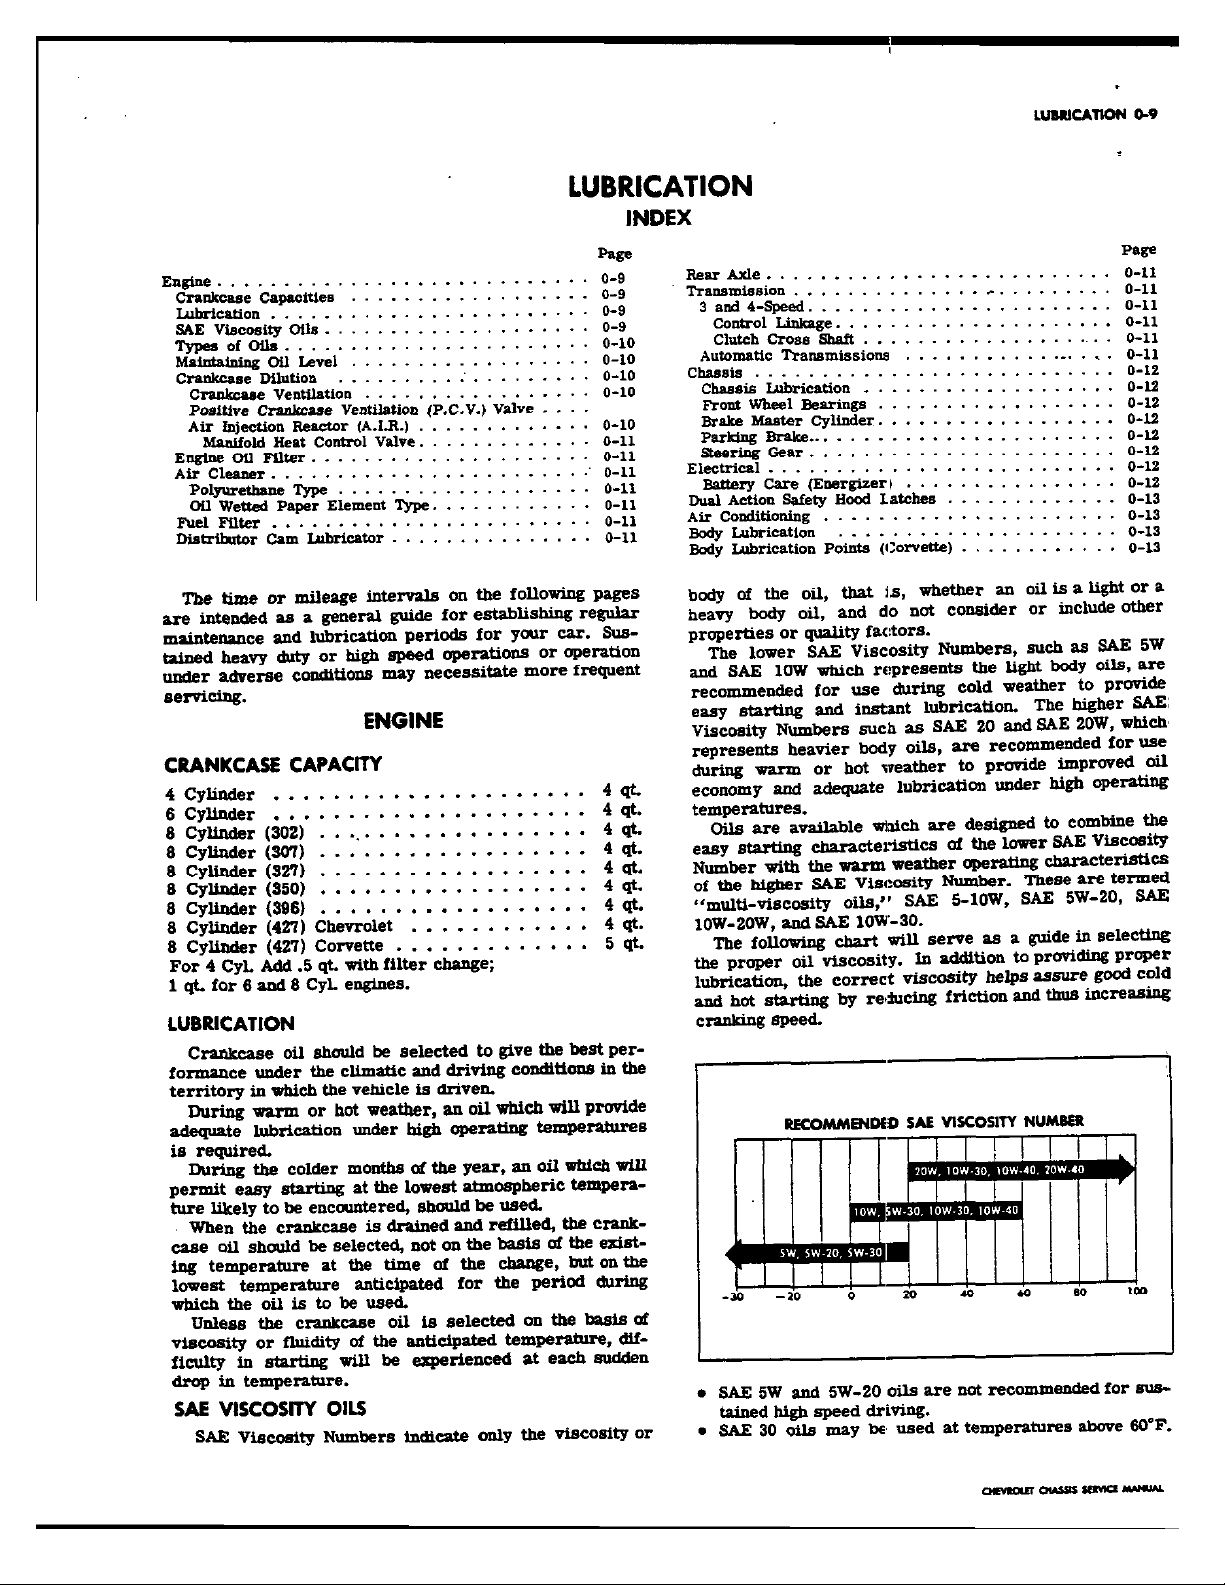 LUBRICATION 0-9
LUBRICATION
INDEX
Page
Engine . . . . . . . . . . . . . . . . . . . . . . . . . . . . 0-9
Crankcase Capacities . . . . . . . . . . . . . . . . . . 0-9
Lubrication . . . . . . . . . . . . . . . . . . . . . . . . 0-9
SAE Viscosity Oils . . . . . . . . . . . . . . . . . . . . 0-9
Types of Oils . . . . . . . . . . . . . . . . . . . . . . . 0-10
Maintaining Oil Level . . . . . . . . . . . . . . . . . . 0-10
Crankcase Dilution . . . . . . . . . . . . . . . . . . . 0-10
Crankcase Ventilation . . . . . . . . . . . . . . . . . 0-10
Positive Crankcase Ventilation (P.C.V.) Valve . . . .
Air Injection Reactor (A.I.R.) . . . . . . . . . . . . . 0-10
Manifold Heat Control Valve . . . . . . . . . . . . . 0-11
Engine Oil Filter . . . . . . . . . . . . . . . . . . . . . 0-11
Air Cleaner . . . . . . . . . . . . . . . . . . . . . . . . 0-11
Polyurethane Type . . . . . . . . . . . . . . . . . . . 0-11
Oil Wetted Paper Element Type . . . . . . . . . . . . 0-11
Fuel Filter . . . . . . . . . . . . . . . . . . . . . . . . 0-11
Distributor Cam Lubricator . . . . . . . . . . . . . . . 0-11
Page
Rear Axle . . . . . . . . . . . . . . . . . . . . . . . . . . 0-11
Transmission . . . . . . . . . . . . . . . . . . . . . . . . 0-11
3 and 4-Speed . . . . . . . . . . . . . . . . . . . . . . . 0-11
Control Linkage . . . . . . . . . . . . . . . . . . . . . 0-11
Clutch Cross Shaft . . . . . . . . . . . . . . . . . . . 0-11
Automatic Transmissions . . . . . . . . . . . . . . . . 0-11
Chassis . . . . . . . . . . . . . . . . . . . . . . . . . . . 0-12
Chassis Lubrication . . . . . . . . . . . . . . . . . . . 0-12
Front Wheel Bearings . . . . . . . . . . . . . . . . . . 0-12
Brake Master Cylinder . . . . . . . . . . . . . . . . . . 0-12
Parking Brake . . . . . . . . . . . . . . . . . . . . . . . 0-12
Steering Gear . . . . . . . . . . . . . . . . . . . . . . . 0-12
Electrical . . . . . . . . . . . . . . . . . . . . . . . . . . 0-12
Battery Care (Energizer) . . . . . . . . . . . . . . . . 0-12
Dual Action Safety Hood Latches . . . . . . . . . . . . . 0-13
Air Conditioning . . . . . . . . . . . . . . . . . . . . . . 0-13
Body Lubrication . . . . . . . . . . . . . . . . . . . . . 0-13
Body Lubrication Points (Corvette) . . . . . . . . . . . . 0-13
The time or mileage intervals on the following pages
are intended as a general guide for establishing regular
maintenance and lubrication periods for your car. Sus-
tained heavy duty or high speed operations or operation
under adverse conditions may necessitate more frequent
servicing.
ENGINE
CRANKCASE CAPACITY
4 Cylinder . . . . . . . . . . . . . . . . . . . . . 4 qt.
6 Cylinder . . . . . . . . . . . . . . . . . . . . . 4 qt.
8 Cylinder (302) . . . . . . . . . . . . . . . . . . 4 qt.
8 Cylinder (307) . . . . . . . . . . . . . . . . . . 4 qt.
8 Cylinder (327) . . . . . . . . . . . . . . . . . . 4 qt.
8 Cylinder (350) . . . . . . . . . . . . . . . . . . 4 qt.
8 Cylinder (396) . . . . . . . . . . . . . . . . . . 4 qt.
8 Cylinder (427) Chevrolet . . . . . . . . . . . . 4 qt.
8 Cylinder (427) Corvette . . . . . . . . . . . . . 5 qt.
For 4 Cyl. Add .5 qt. with filter change;
1 qt. for 6 and 8 Cyl. engines.
LUBRICATION
Crankcase oil should be selected to give the best per-
formance under the climatic and driving conditions in the
territory in which the vehicle is driven.
During warm or hot weather, an oil which will provide
adequate lubrication under high operating temperatures
is required.
During the colder months of the year, an oil which will
permit easy starting at the lowest atmospheric tempera-
ture likely to be encountered, should be used.
When the crankcase is drained and refilled, the crank-
case oil should be selected, not on the basis of the exist-
ing temperature at the time of the change, but on the
lowest temperature anticipated for the period during
which the oil is to be used.
Unless the crankcase oil is selected on the basis of
viscosity or fluidity of the anticipated temperature, dif-
ficulty in starting will be experienced at each sudden
drop in temperature.
SAE VISCOSITY OILS
SAE Viscosity Numbers indicate only the viscosity or
body of the oil, that is, whether an oil is a light or a
heavy body oil, and do not consider or include other
properties or quality factors.
The lower SAE Viscosity Numbers, such as SAE 5W
and SAE 10W which represents the light body oils, are
recommended for use during cold weather to provide
easy starting and instant lubrication. The higher SAE
Viscosity Numbers such as SAE 20 and SAE 20W, which
represents heavier body oils, are recommended for use
during warm or hot weather to provide improved oil
economy and adequate lubrication under high operating
temperatures.
Oils are available which are designed to combine the
easy starting characteristics of the lower SAE Viscosity
Number with the warm weather operating characteristics
of the higher SAE Viscosity Number. These are termed
"multi-viscosity oils," SAE 5-10W, SAE 5W-20, SAE
10W-20W, and SAE 10W-30.
The following chart will serve as a guide in selecting
the proper oil viscosity. In addition to providing proper
lubrication, the correct viscosity helps assure good cold
and hot starting by reducing friction and thus increasing
cranking speed.
RECOMMENDED SAE VISCOSITY NUMBER
20W, 10W-30, 10W-40, 20W-40
10W, 5W-30, 10W-30, 10W-40
5W, 5W-20, 5W-30
-30 -20 0 20 40 60 80 100
• SAE 5W and 5W-20 oils are not recommended for sus-
tained high speed driving.
• SAE 30 oils may be used at temperatures above 60°F.
CHEVROLET CHASSIS SERVICE MANUAL